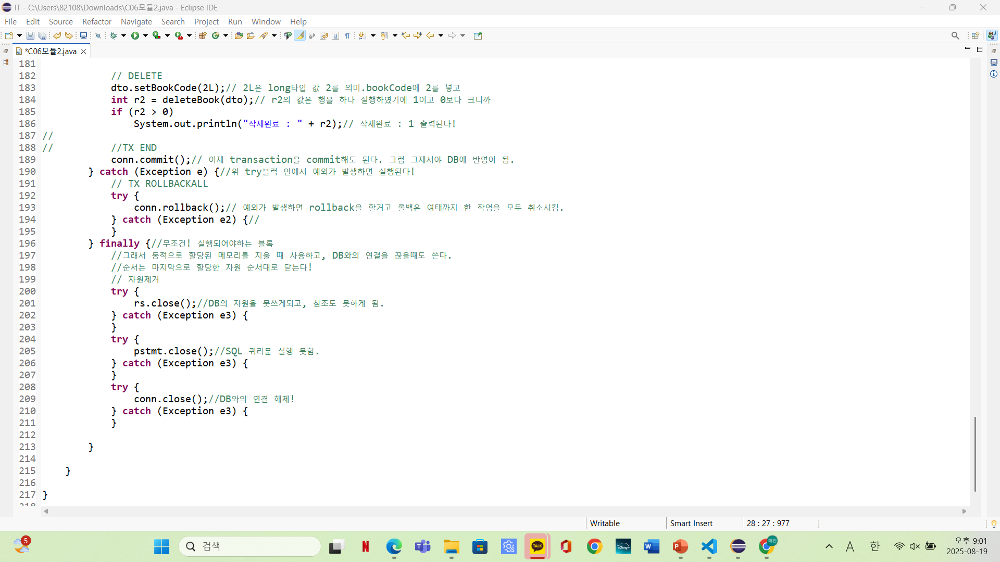 IT - C:\Users\82108\Downloads\C06모듈2.java - Eclipse IDE
File Edit Source Refactor Navigate Search Project Run Window Help
*C06모듈2.java
181
182 // DELETE
183 dto.setBookCode(2L);// 2L은 long타입 값 2를 의미.bookCode에 2를 넣고
184 int r2 = deleteBook(dto);// r2의 값은 행을 하나 실행하였기에 1이고 0보다 크니까
185 if (r2 > 0)
186 System.out.println("삭제완료 : " + r2);// 삭제완료 : 1 출력된다!
187 //
188 // //TX END
189 conn.commit();// 이제 transaction을 commit해도 된다. 그럼 그제서야 DB에 반영이 됨.
190 } catch (Exception e) {//위 try블럭 안에서 예외가 발생하면 실행된다!
191 // TX ROLLBACKALL
192 try {
193 conn.rollback();// 예외가 발생하면 rollback을 할거고 롤백은 여태까지 한 작업을 모두 취소시킴.
194 } catch (Exception e2) {//
195 }
196 } finally {//무조건! 실행되어야하는 블록
197 //그래서 동적으로 할당된 메모리를 지울 때 사용하고, DB와의 연결을 끊을때도 쓴다.
198 //순서는 마지막으로 할당한 자원 순서대로 닫는다!
199 // 자원제거
200 try {
201 rs.close();//DB의 자원을 못쓰게되고, 참조도 못하게 됨.
202 } catch (Exception e3) {
203 }
204 try {
205 pstmt.close();//SQL 쿼리문 실행 못함.
206 } catch (Exception e3) {
207 }
208 try {
209 conn.close();//DB와의 연결 해제!
210 } catch (Exception e3) {
211 }
212
213 }
214
215 }
216
217 }
Writable Smart Insert 28 : 27 : 977
5
검색
TALK
예진
A 한
오후 9:01
2025-08-19